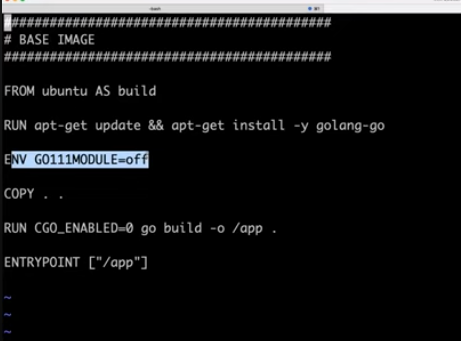 ###########################################
# BASE IMAGE
###########################################
FROM ubuntu AS build
RUN apt-get update && apt-get install -y golang-go
ENV GO111MODULE=off
COPY . .
RUN CGO_ENABLED=0 go build -o /app .
ENTRYPOINT ["/app"]
~
~
~